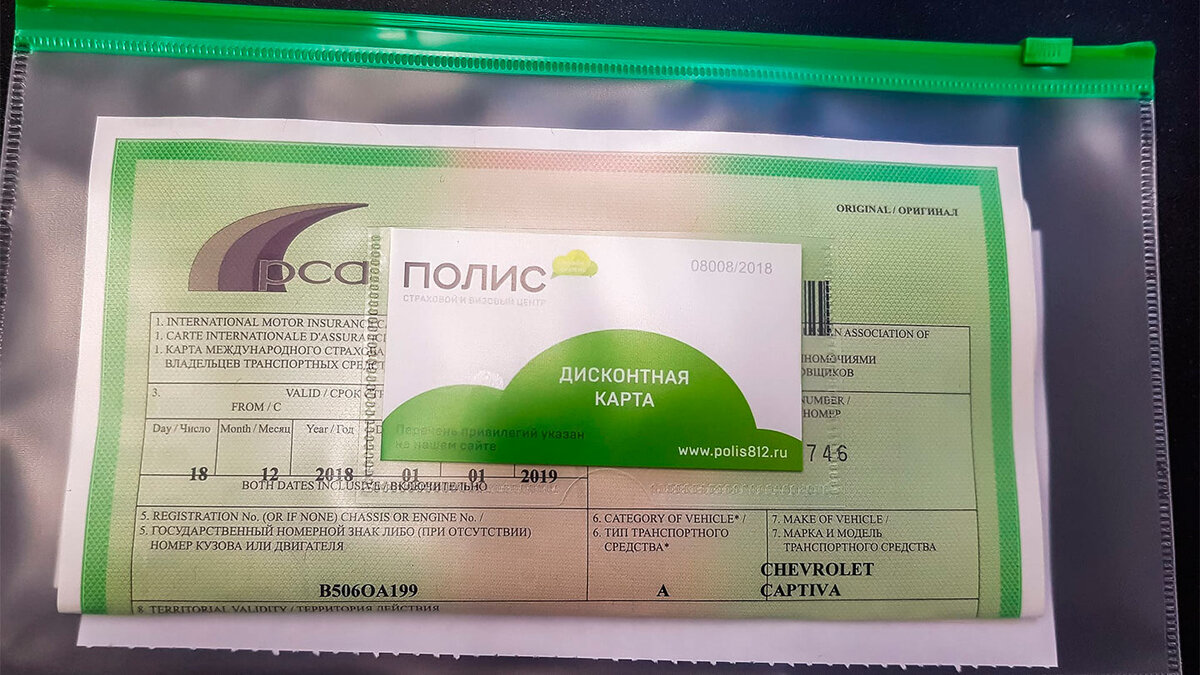 ORIGINAL / ОРИГИНАЛ
рса
ПОЛИС
СТРАХОВОЙ И ВИЗОВЫЙ ЦЕНТР
08008/2018
ДИСКОНТНАЯ
КАРТА
Перечень привилегий указан
на нашем сайте
www.polis812.ru
1. INTERNATIONAL MOTOR INSURANCE
1. CARTE INTERNATIONALE D'ASSURANC
1. КАРТА МЕЖДУНАРОДНОГО СТРАХОВА
ВЛАДЕЛЬЦЕВ ТРАНСПОРТНЫХ СРЕДСТ
AN ASSOCIATION OF
НОМОЧИЯМИ
ОВЩИКОВ
3. VALID / СРОК
FROM / С
NUMBER /
НОМЕР
Day / Число Month / Месяц Year / Год
746
18 12 2018 01 01 2019
BOTH DATES INCLUSIVE / ВКЛЮЧИТЕЛЬНО
5. REGISTRATION No. (OR IF NONE) CHASSIS OR ENGINE No. /
5. ГОСУДАРСТВЕННЫЙ НОМЕРНОЙ ЗНАК ЛИБО (ПРИ ОТСУТСТВИИ)
НОМЕР КУЗОВА ИЛИ ДВИГАТЕЛЯ
B506OA199
6. CATEGORY OF VEHICLE* /
6. ТИП ТРАНСПОРТНОГО
СРЕДСТВА*
A
7. MAKE OF VEHICLE /
7. МАРКА И МОДЕЛЬ
ТРАНСПОРТНОГО СРЕДСТВА
CHEVROLET
CAPTIVA
8. TERRITORIAL VALIDITY / ТЕРРИТОРИЯ ДЕЙСТВИЯ